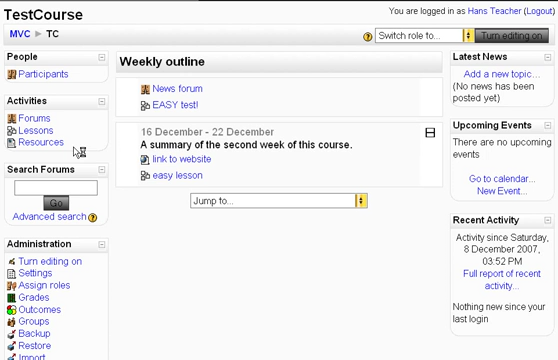 TestCourse
You are logged in as Hans Teacher (Logout)
MVC ► TC
Switch role to...
Turn editing on
People
Participants
Activities
Forums
Lessons
Resources
Search Forums
Go
Advanced search
Administration
Turn editing on
Settings
Assign roles
Grades
Outcomes
Groups
Backup
Restore
Import
Weekly outline
News forum
EASY test!
16 December - 22 December
A summary of the second week of this course.
link to website
easy lesson
Jump to...
Latest News
Add a new topic...
(No news has been
posted yet)
Upcoming Events
There are no upcoming
events
Go to calendar...
New Event...
Recent Activity
Activity since Saturday,
8 December 2007,
03:52 PM
Full report of recent
activity...
Nothing new since your
last login